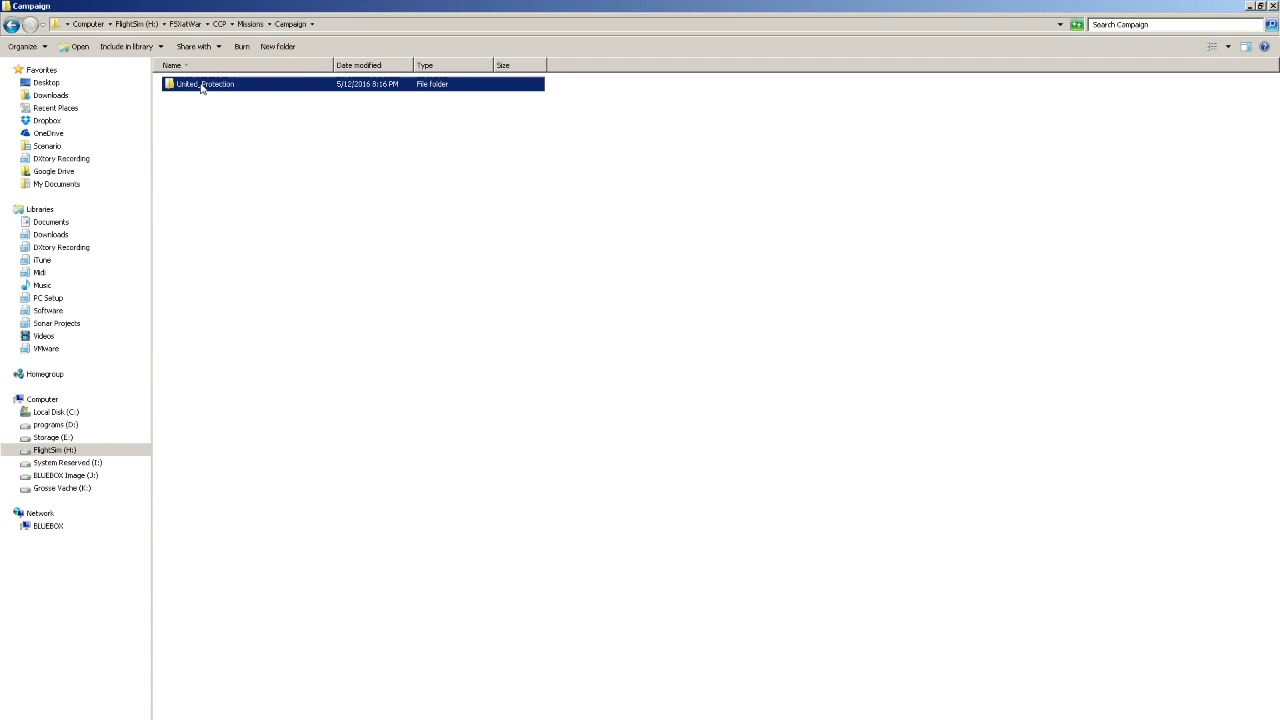 Campaign
Computer FlightSim (H:) FSXatWar CCP Missions Campaign Search Campaign
Organize Open Include in library Share with Burn New folder
Name Date modified Type Size
United_Protection 5/12/2016 8:16 PM File folder
Favorites
Desktop
Downloads
Recent Places
Dropbox
OneDrive
Scenario
DXtory Recording
Google Drive
My Documents
Libraries
Documents
Downloads
DXtory Recording
iTune
Midi
Music
PC Setup
Software
Sonar Projects
Videos
VMware
Homegroup
Computer
Local Disk (C:)
programs (D:)
Storage (E:)
FlightSim (H:)
System Reserved (I:)
BLUEBOX Image (J:)
Grosse Vache (K:)
Network
BLUEBOX